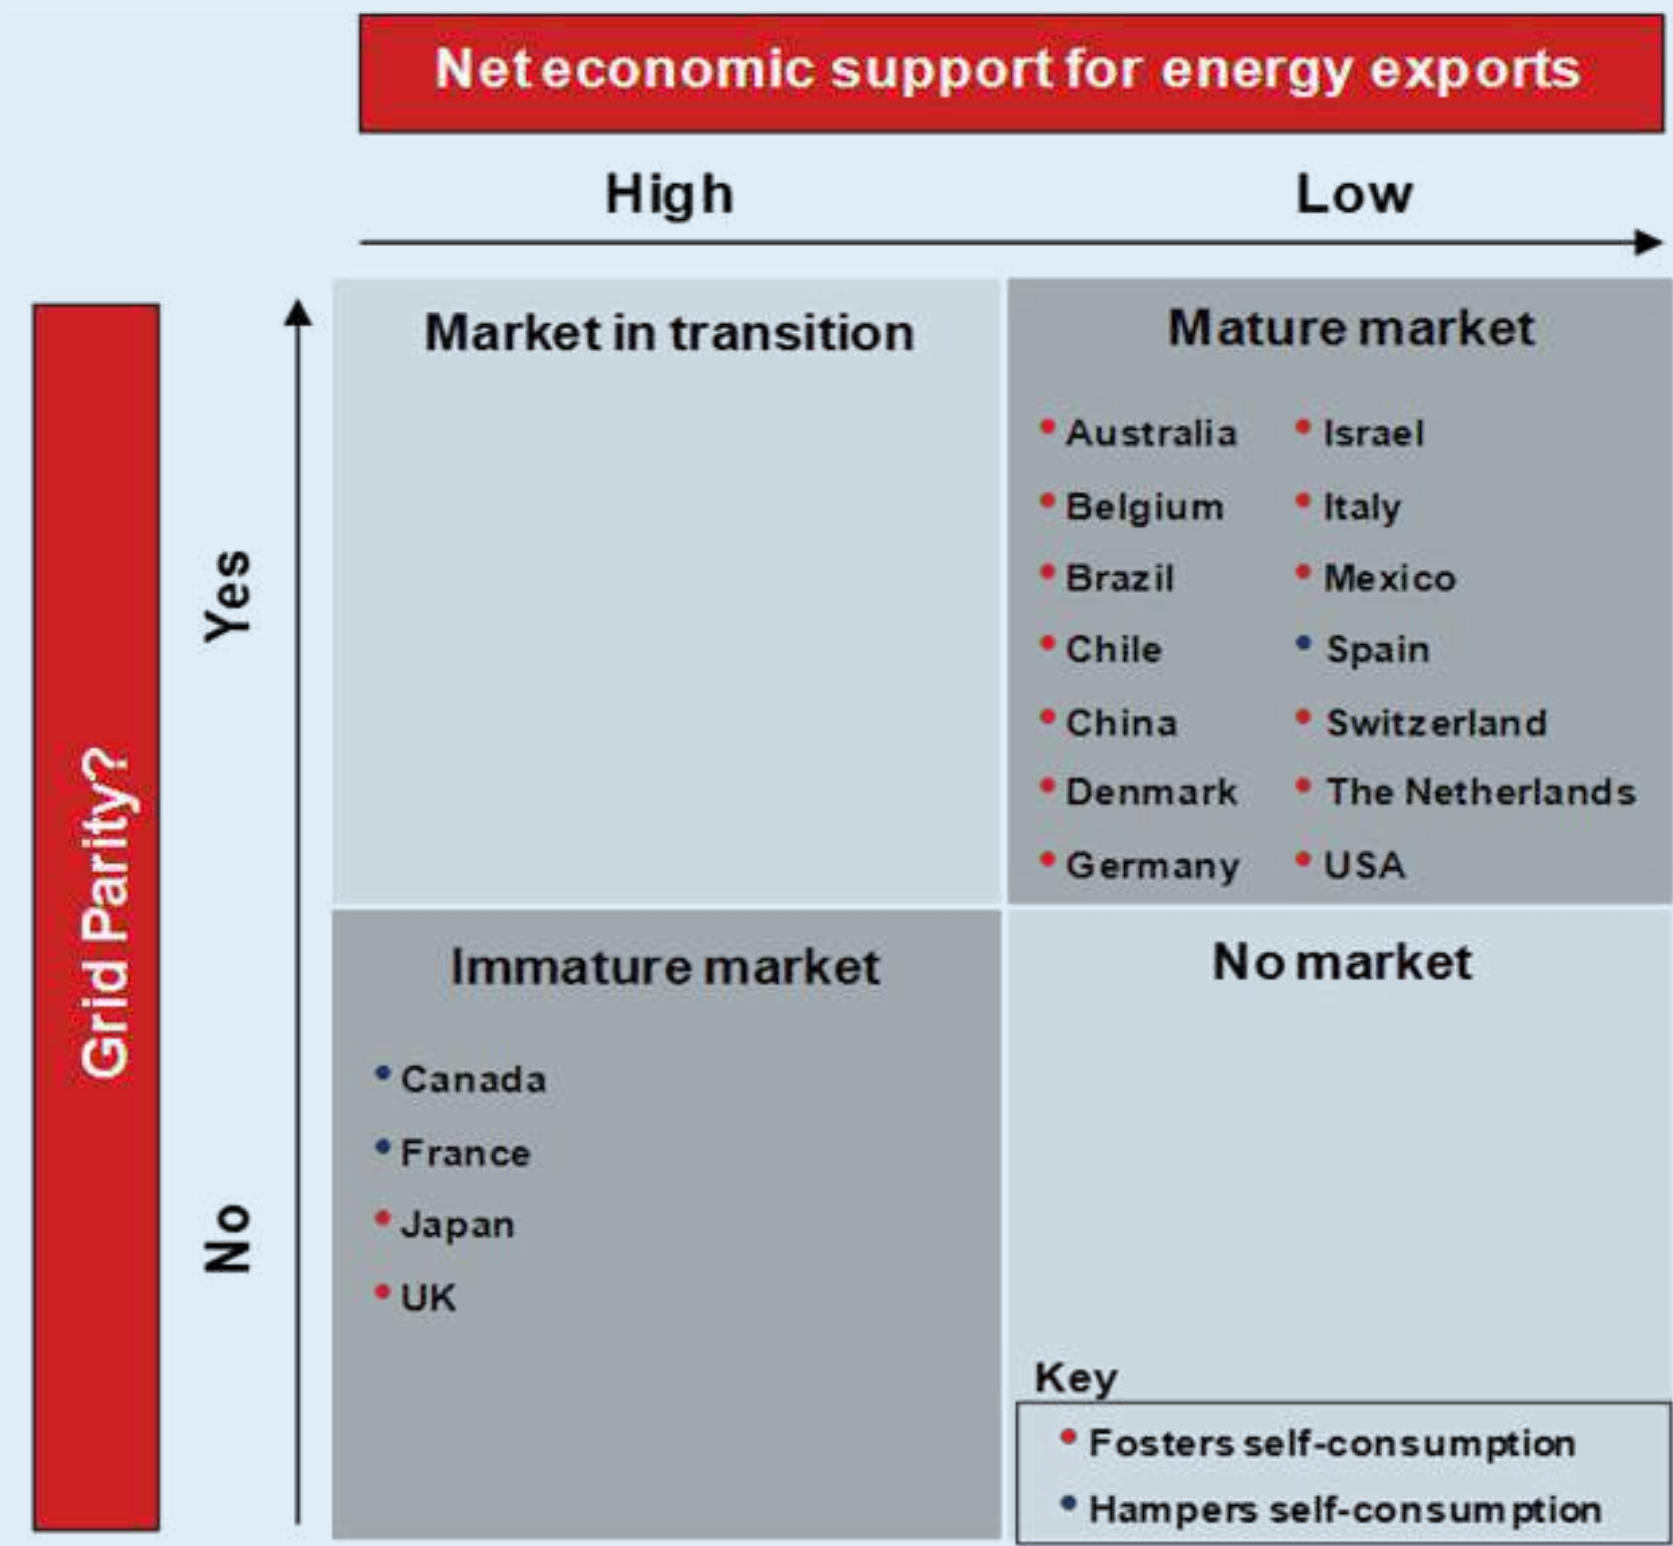 Net economic support for energy exports
High
Low
Grid Parity?
Yes
No
Market in transition
Mature market
• Australia
• Belgium
• Brazil
• Chile
• China
• Denmark
• Germany
• Israel
• Italy
• Mexico
• Spain
• Switzerland
• The Netherlands
• USA
Immature market
• Canada
• France
• Japan
• UK
No market
Key
• Fosters self-consumption
• Hampers self-consumption